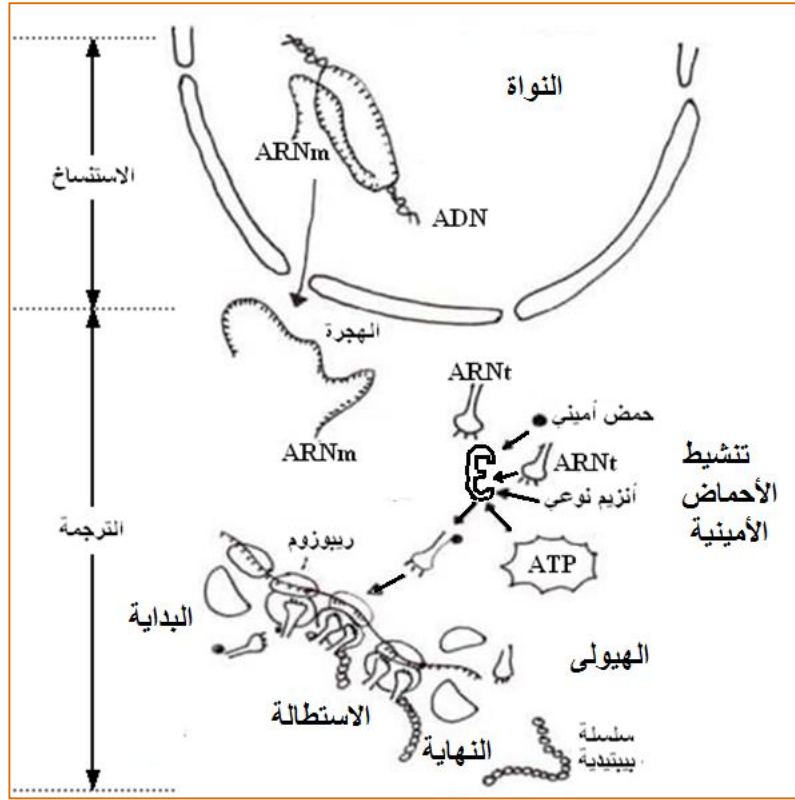 النواة
ARNm
الاستنساخ
ADN
الهجرة
ARNt
حمض أميني
ARNm
ARNt
تنشيط
الأحماض
الأمينية
أنزيم نوعي
الترجمة
ريبوزوم
ATP
البداية
الهيولى
الاستطالة
النهاية
سلسلة
بيبتيدية